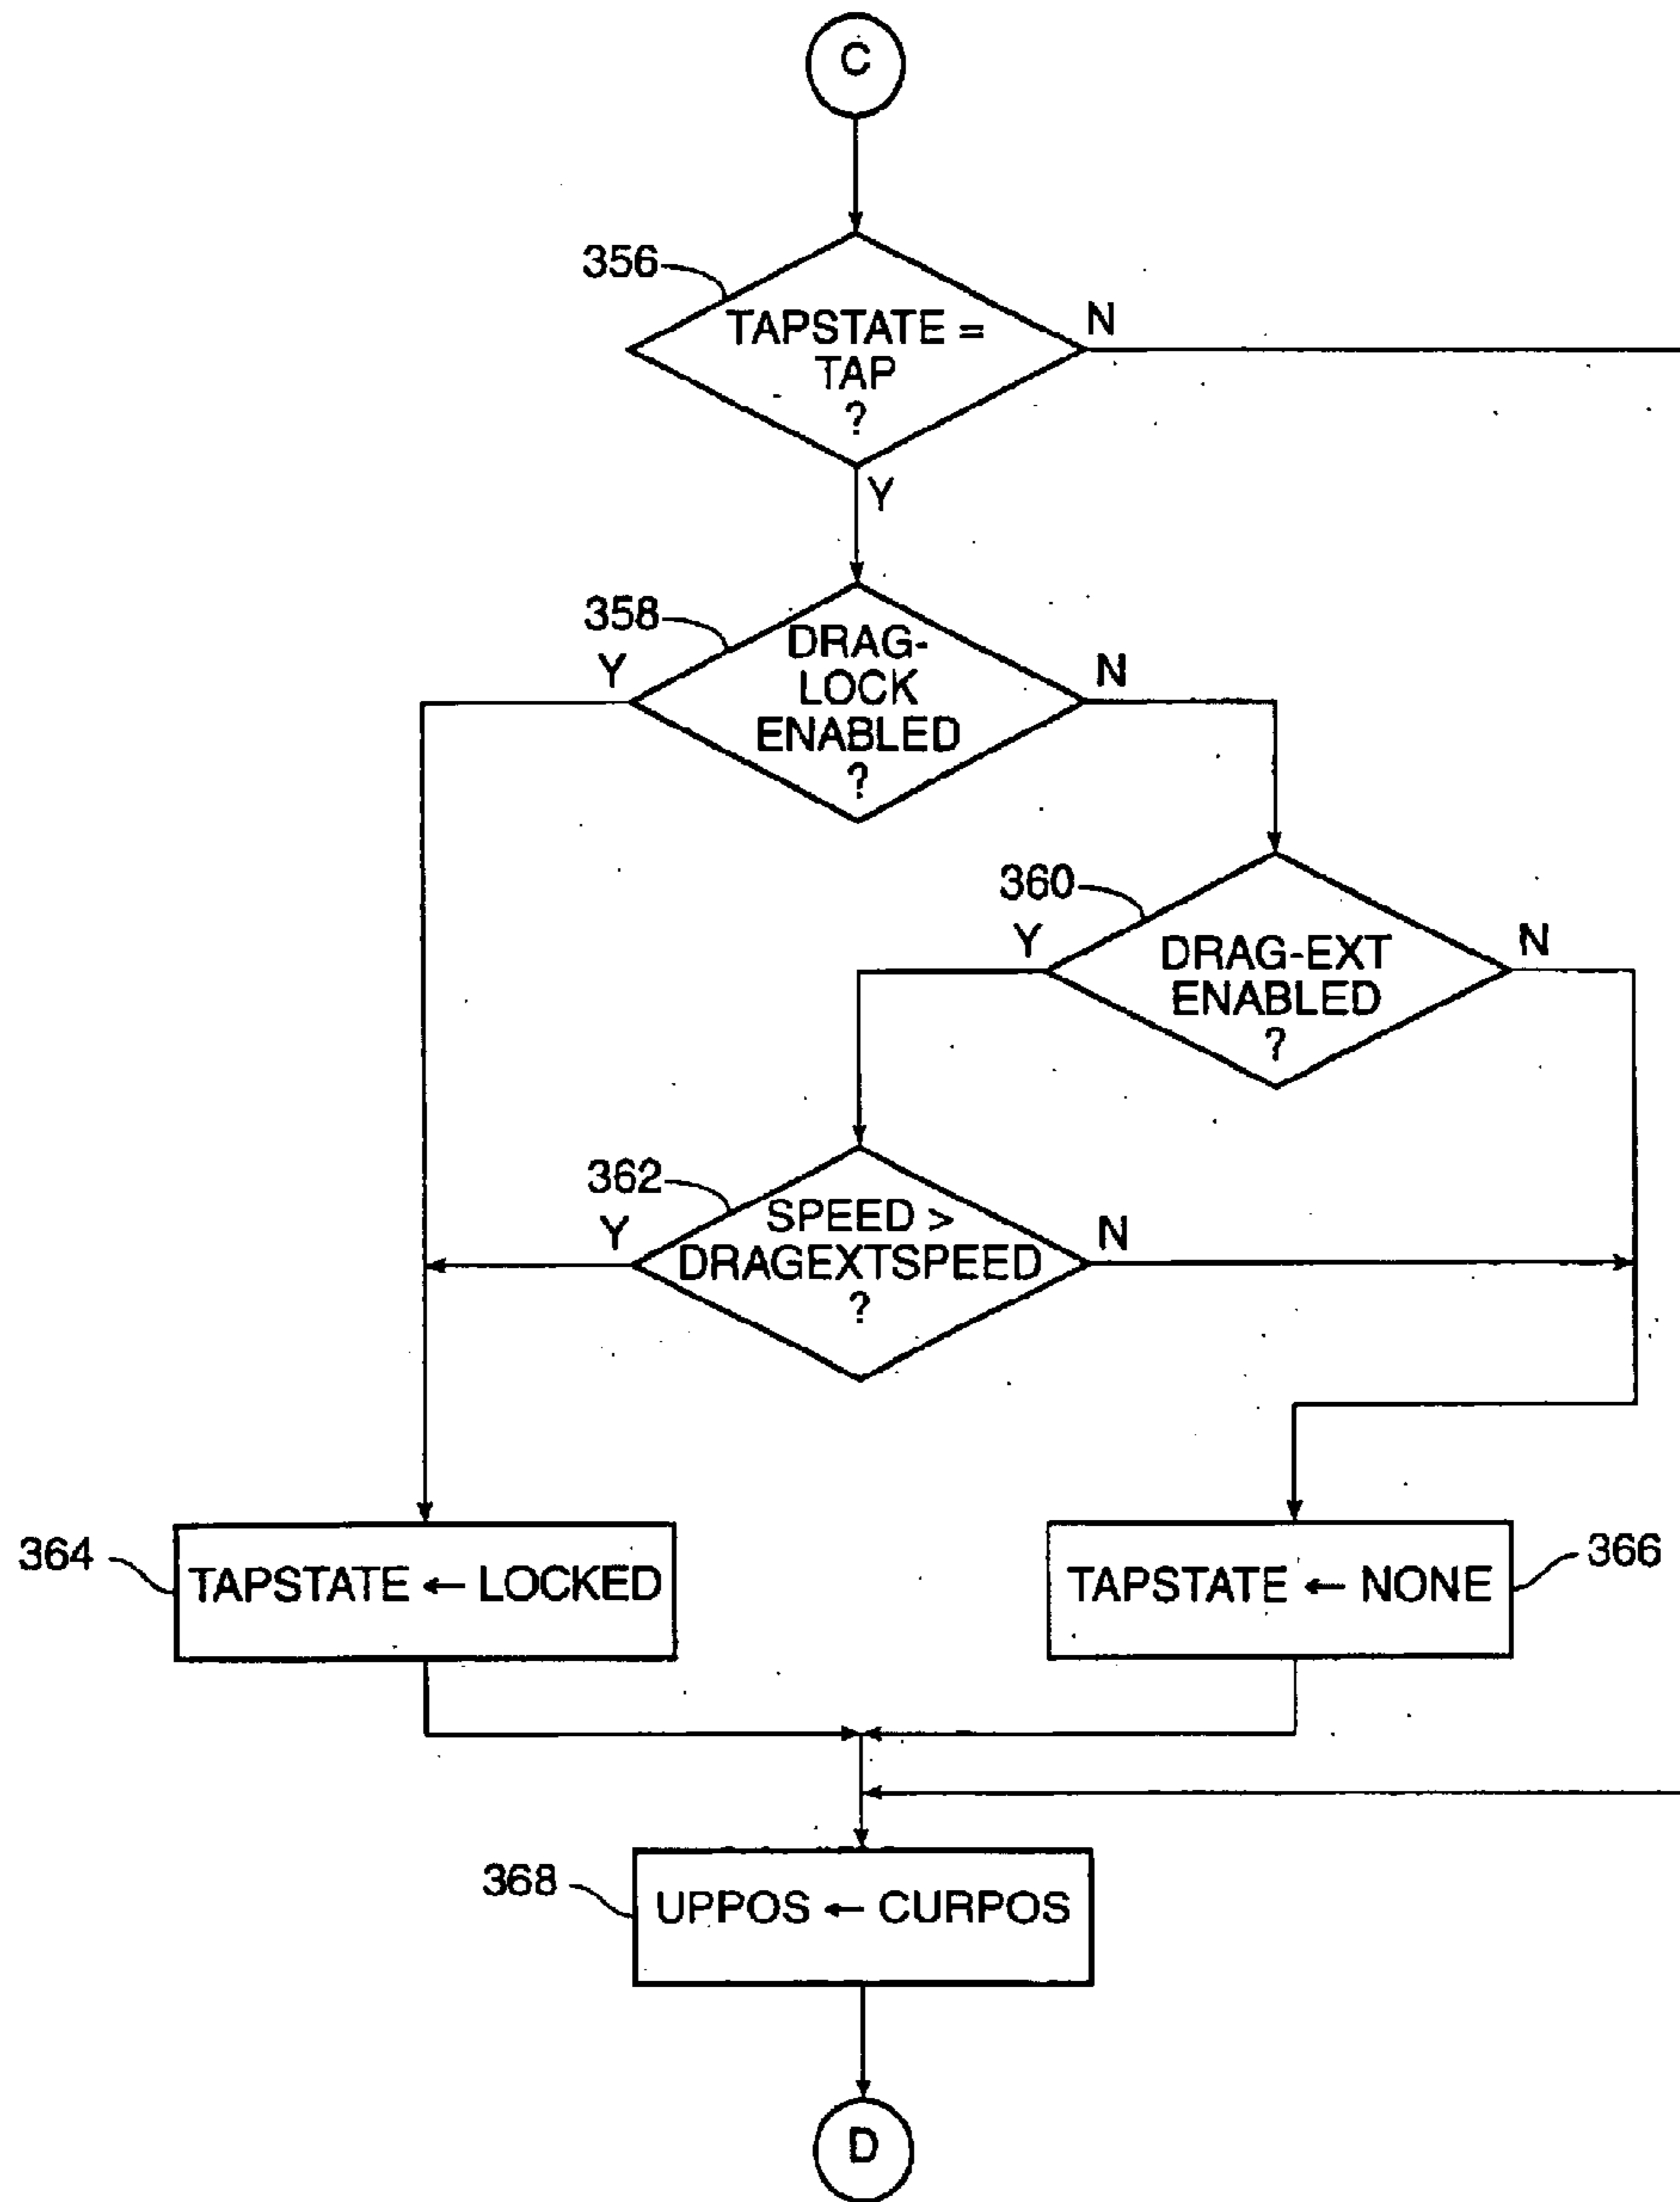 C
356
TAPSTATE =
TAP
?
N
Y
358
DRAG-
LOCK
ENABLED
?
Y
N
360
DRAG-EXT
ENABLED
?
Y
N
362
SPEED >
DRAGEXTSPEED
?
Y
N
364
TAPSTATE ← LOCKED
TAPSTATE ← NONE
366
368
UPPOS ← CURPOS
D